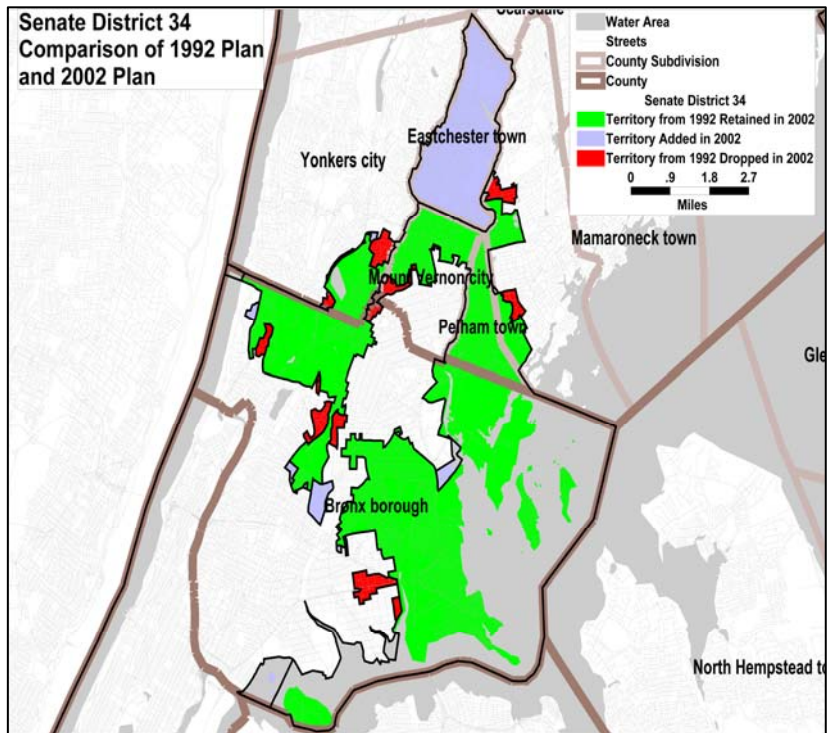 Senate District 34
Comparison of 1992 Plan
and 2002 Plan
Scarsdale
Water Area
Streets
County Subdivision
County
Senate District 34
Territory from 1992 Retained in 2002
Territory Added in 2002
Territory from 1992 Dropped in 2002
0 .9 1.8 2.7
Miles
Eastchester town
Yonkers city
Mamaroneck town
Mount Vernon city
Pelham town
Gle
Bronx borough
North Hempstead to